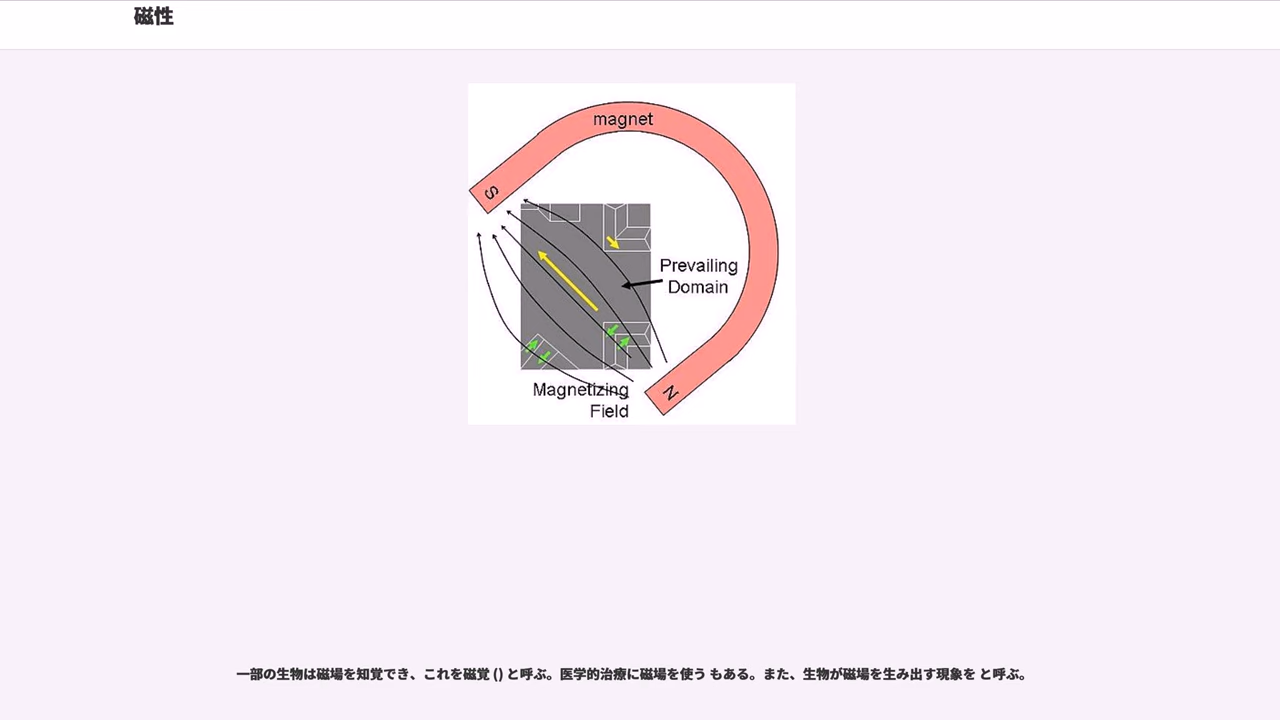 磁性
magnet
S
Prevailing
Domain
N
Magnetizing
Field
一部の生物は磁場を知覚でき、これを磁覚 () と呼ぶ。医学的治療に磁場を使う もある。また、生物が磁場を生み出す現象を と呼ぶ。